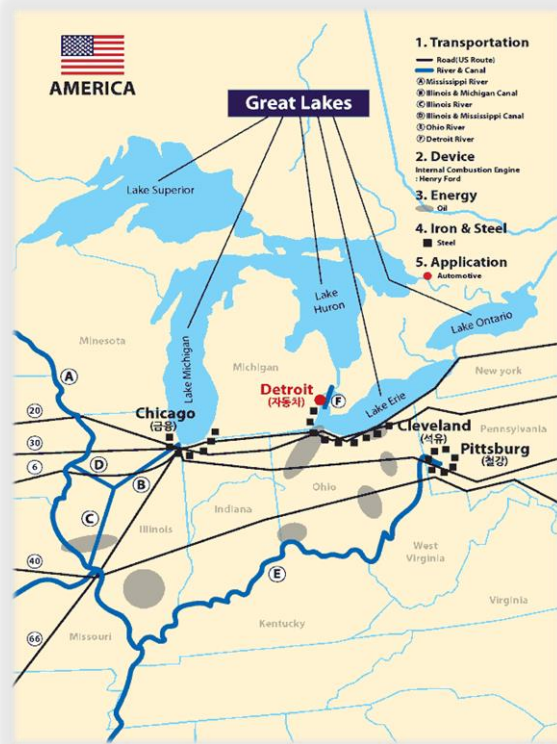 AMERICA
Great Lakes
1. Transportation
Road(US Route)
River & Canal
Ⓐ Mississippi River
Ⓑ Illinois & Michigan Canal
Ⓒ Illinois River
Ⓓ Illinois & Mississippi Canal
Ⓔ Ohio River
Ⓕ Detroit River
2. Device
Internal Combustion Engine
: Henry Ford
3. Energy
Oil
4. Iron & Steel
Steel
5. Application
Automotive
Lake Superior
Lake Michigan
Lake
Huron
Lake Ontario
Lake Erie
Minesota
Michigan
New york
Pennsylvania
Detroit
(자동차)
Ⓕ
Ⓐ
20
Chicago
(금융)
Cleveland
(석유)
Pittsburg
(철강)
30
6
Ⓓ
Ⓑ
Ⓒ
Illinois
Indiana
Ohio
West
Virginia
Virginia
40
Ⓔ
Kentucky
66
Missouri